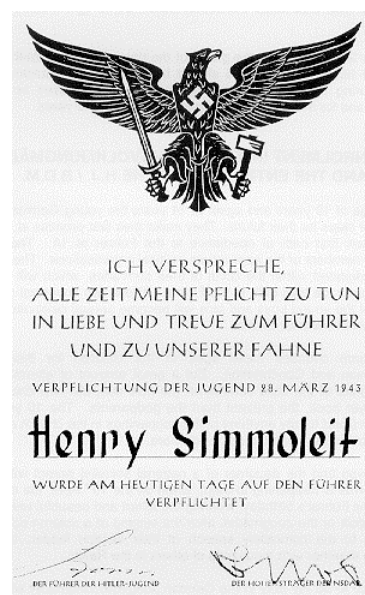 ICH VERSPRECHE,
ALLE ZEIT MEINE PFLICHT ZU TUN
IN LIEBE UND TREUE ZUM FÜHRER
UND ZU UNSERER FAHNE
VERPFLICHTUNG DER JUGEND 28. MÄRZ 1943
Henry Simmoleit
WURDE AM HEUTIGEN TAGE AUF DEN FÜHRER
VERPFLICHTET
DER FÜHRER DER HITLER-JUGEND
DER HOHEITSTRÄGER DER NSDAP.